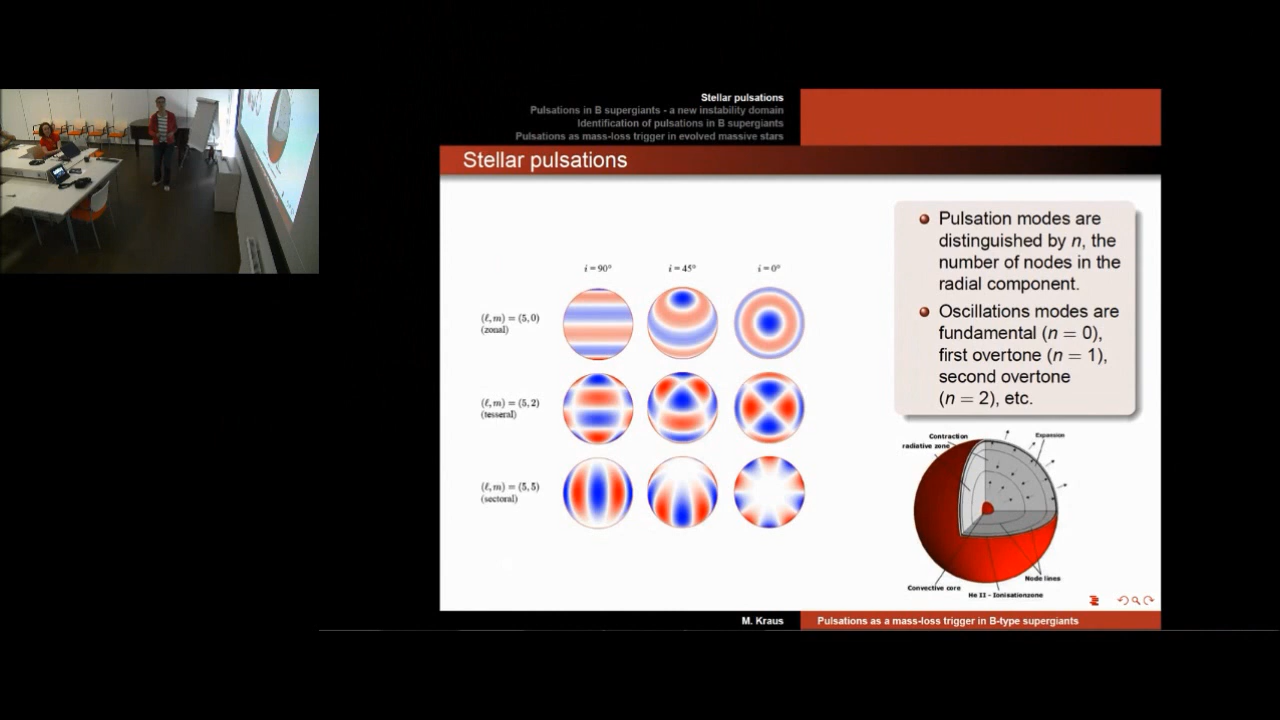 Stellar pulsations
Pulsations in B supergiants - a new instability domain
Identification of pulsations in B supergiants
Pulsations as mass-loss trigger in evolved massive stars
Stellar pulsations
i = 90° i = 45° i = 0°
(ℓ, m) = (5, 0)
(zonal)
(ℓ, m) = (5, 2)
(tesseral)
(ℓ, m) = (5, 5)
(sectoral)
Pulsation modes are
distinguished by n, the
number of nodes in the
radial component.
Oscillations modes are
fundamental (n = 0),
first overtone (n = 1),
second overtone
(n = 2), etc.
Contraction
radiative zone
Expansion
Node lines
Convective core
He II - Ionisationzone
M. Kraus
Pulsations as a mass-loss trigger in B-type supergiants